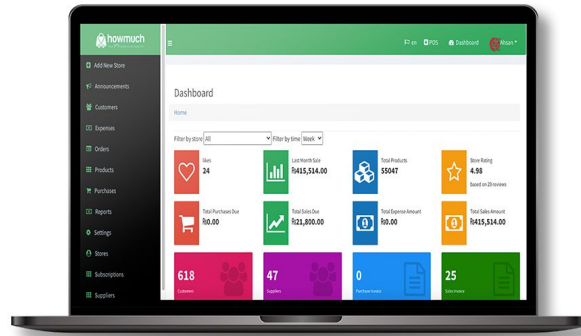 howmuch
en
POS
Dashboard
Ahsan
Add New Store
Announcements
Customers
Expenses
Orders
Products
Purchases
Reports
Settings
Stores
Subscriptions
Suppliers
Dashboard
Home
Filter by store All
Filter by time Week
likes
24
Last Month Sale
₨415,514.00
Total Products
55047
Store Rating
4.98
based on 23 reviews
Total Purchases Due
₨0.00
Total Sales Due
₨21,800.00
Total Expense Amount
₨0.00
Total Sales Amount
₨415,514.00
618
Customers
47
Suppliers
0
Purchase Invoice
25
Sales Invoice